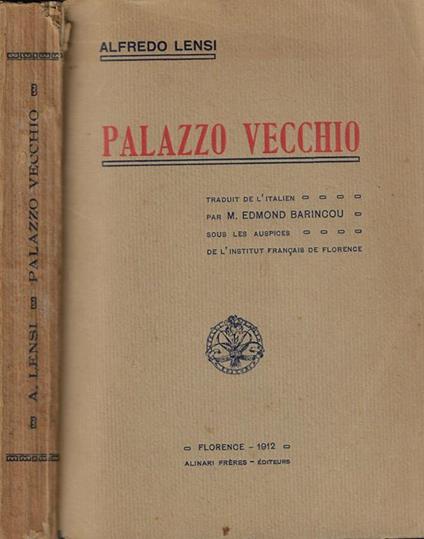 A. LENSI PALAZZO VECCHIO
ALFREDO LENSI
PALAZZO VECCHIO
TRADUIT DE L'ITALIEN
PAR M. EDMOND BARINCOU
SOUS LES AUSPICES
DE L'INSTITUT FRANÇAIS DE FLORENCE
FLORENCE - 1912
ALINARI FRÈRES - ÉDITEURS